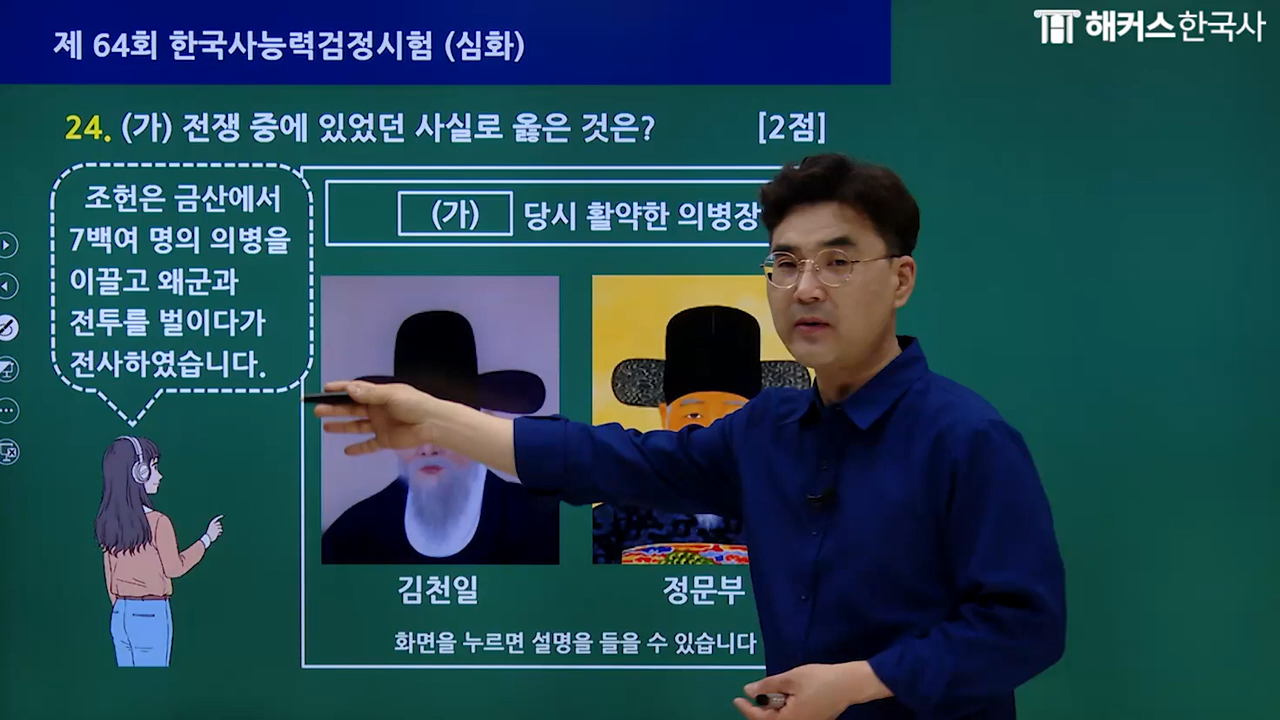 제 64회 한국사능력검정시험 (심화)
해커스한국사
24. (가) 전쟁 중에 있었던 사실로 옳은 것은? [2점]
조헌은 금산에서
7백여 명의 의병을
이끌고 왜군과
전투를 벌이다가
전사하였습니다.
(가) 당시 활약한 의병장
김천일
정문부
화면을 누르면 설명을 들을 수 있습니다